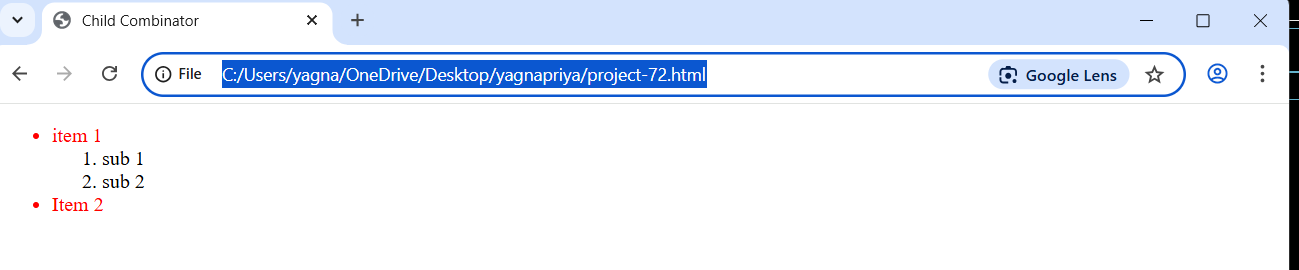 Child Combinator
File C:/Users/yagna/OneDrive/Desktop/yagnapriya/project-72.html Google Lens
• item 1
1. sub 1
2. sub 2
• Item 2